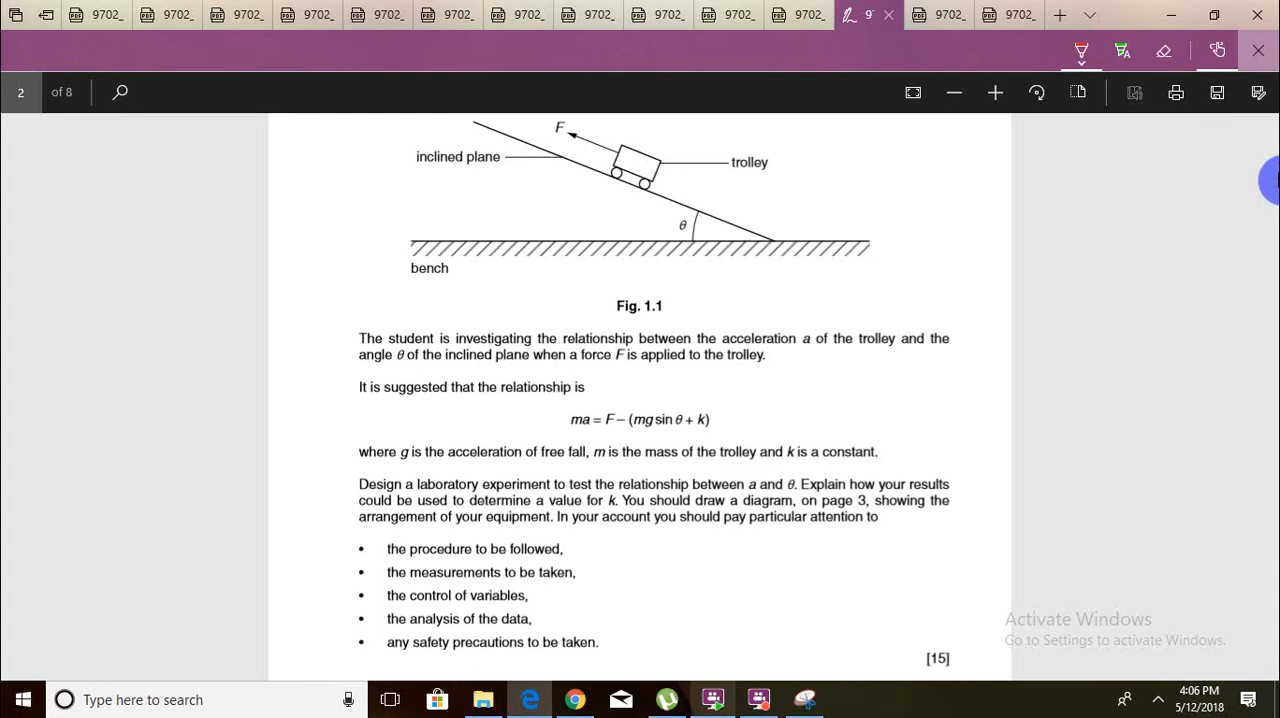 9702_ 9702_ 9702_ 9702_ 9702_ 9702_ 9702_ 9702_ 9702_ 9702_ 9702_ 9 9702_ 9702_
2 of 8
F
inclined plane
trolley
θ
bench
Fig. 1.1
The student is investigating the relationship between the acceleration a of the trolley and the
angle θ of the inclined plane when a force F is applied to the trolley.
It is suggested that the relationship is
ma = F – (mg sin θ + k)
where g is the acceleration of free fall, m is the mass of the trolley and k is a constant.
Design a laboratory experiment to test the relationship between a and θ. Explain how your results
could be used to determine a value for k. You should draw a diagram, on page 3, showing the
arrangement of your equipment. In your account you should pay particular attention to
• the procedure to be followed,
• the measurements to be taken,
• the control of variables,
• the analysis of the data,
• any safety precautions to be taken.
[15]
Activate Windows
Go to Settings to activate Windows.
Type here to search
4:06 PM
5/12/2018